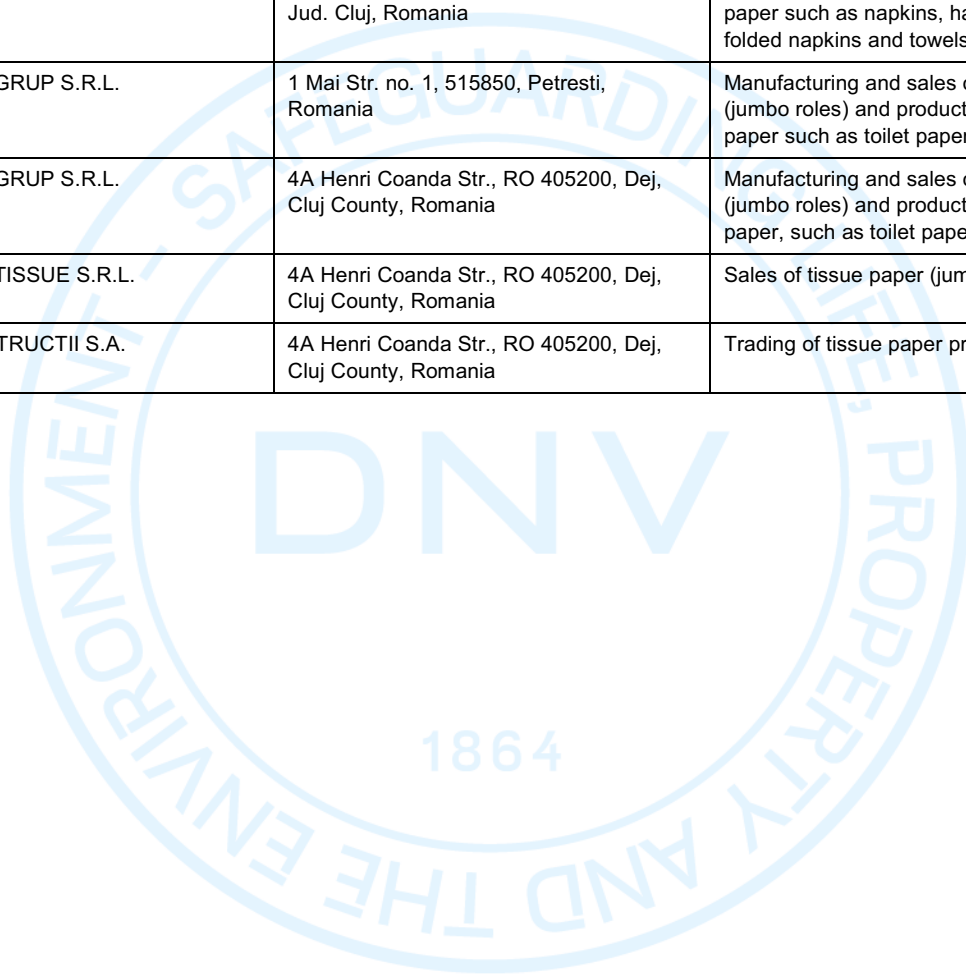 Jud. Cluj, Romania
paper such as napkins,
folded napkins and towels
GRUP S.R.L.
1 Mai Str. no. 1, 515850, Petresti,
Romania
Manufacturing and sales
(jumbo roles) and product
paper such as toilet paper
GRUP S.R.L.
4A Henri Coanda Str., RO 405200, Dej,
Cluj County, Romania
Manufacturing and sales
(jumbo roles) and product
paper, such as toilet pape
TISSUE S.R.L.
4A Henri Coanda Str., RO 405200, Dej,
Cluj County, Romania
Sales of tissue paper (jum
TRUCTII S.A.
4A Henri Coanda Str., RO 405200, Dej,
Cluj County, Romania
Trading of tissue paper pr
SAFEGUARDING LIFE, PROPERTY AND THE ENVIRONMENT –
DNV
1864